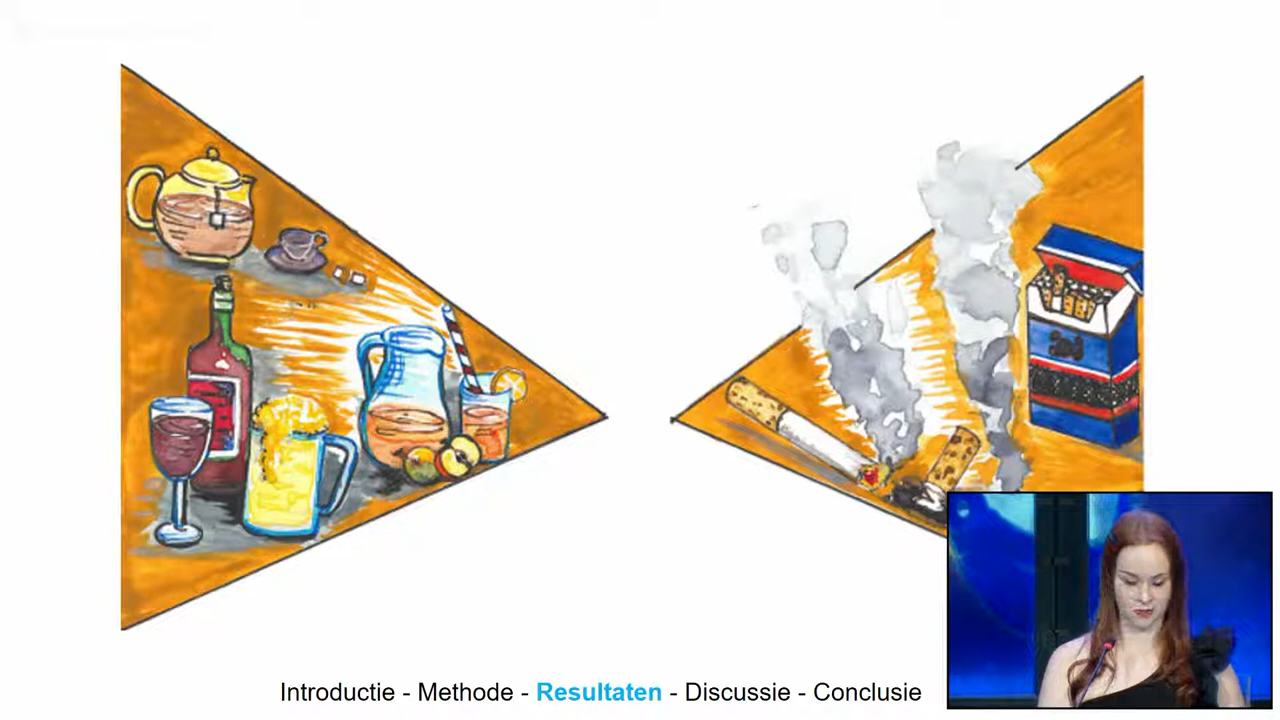 Introductie - Methode - Resultaten - Discussie - Conclusie